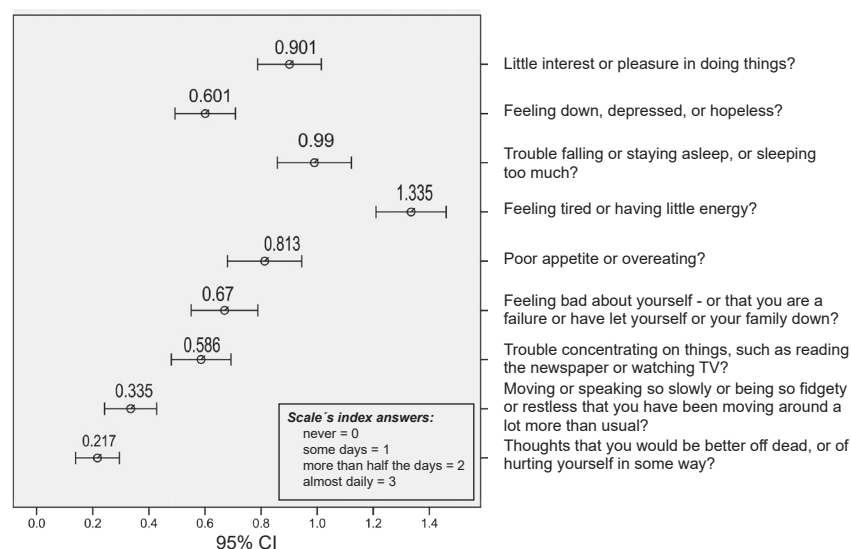 0.901
Little interest or pleasure in doing things?
0.601
Feeling down, depressed, or hopeless?
0.99
Trouble falling or staying asleep, or sleeping
too much?
1.335
Feeling tired or having little energy?
0.813
Poor appetite or overeating?
0.67
Feeling bad about yourself - or that you are a
failure or have let yourself or your family down?
0.586
Trouble concentrating on things, such as reading
the newspaper or watching TV?
0.335
Moving or speaking so slowly or being so fidgety
or restless that you have been moving around a
lot more than usual?
0.217
Thoughts that you would be better off dead, or of
hurting yourself in some way?
Scale´s index answers:
never = 0
some days = 1
more than half the days = 2
almost daily = 3
0.0 0.2 0.4 0.6 0.8 1.0 1.2 1.4
95% CI